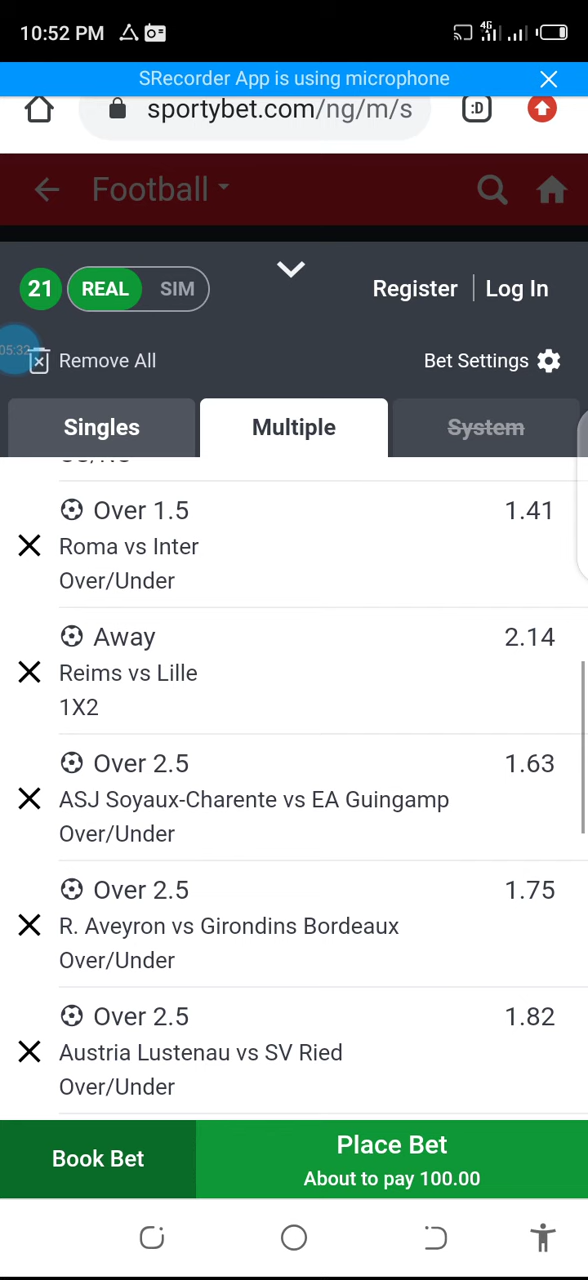 10:52 PM 4G
SRecorder App is using microphone
sportybet.com/ng/m/s :D
Football
21 REAL SIM Register Log In
05:32 Remove All Bet Settings
Singles Multiple System
Over 1.5 1.41
Roma vs Inter
Over/Under
Away 2.14
Reims vs Lille
1X2
Over 2.5 1.63
ASJ Soyaux-Charente vs EA Guingamp
Over/Under
Over 2.5 1.75
R. Aveyron vs Girondins Bordeaux
Over/Under
Over 2.5 1.82
Austria Lustenau vs SV Ried
Over/Under
Book Bet Place Bet
About to pay 100.00